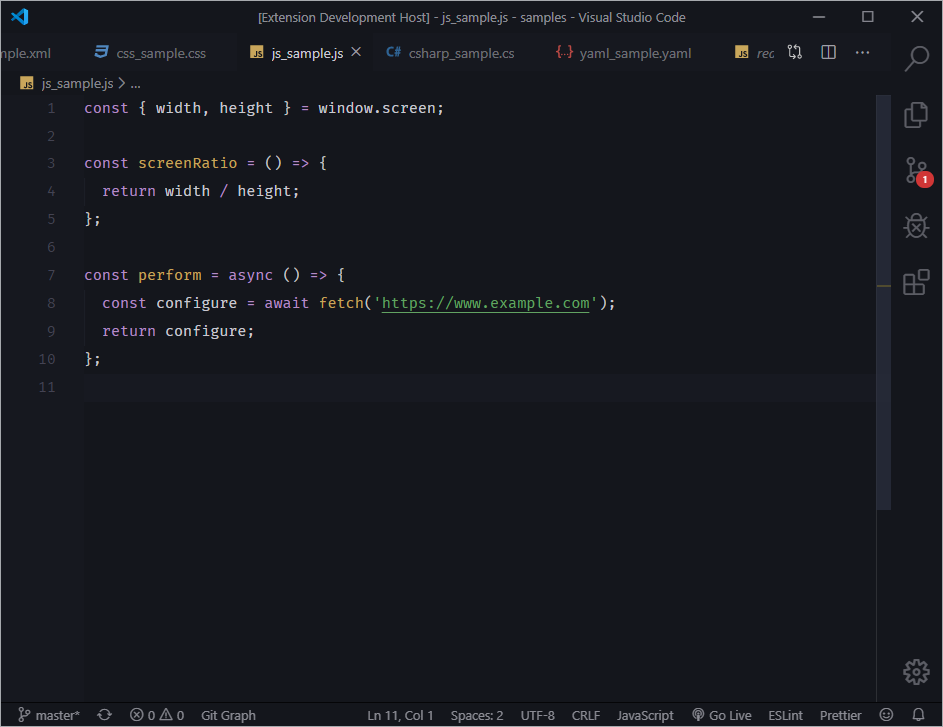 [Extension Development Host] - js_sample.js - samples - Visual Studio Code
mple.xml css_sample.css JS js_sample.js C# csharp_sample.cs {..} yaml_sample.yaml JS rec
JS js_sample.js > ...
1 const { width, height } = window.screen;
2
3 const screenRatio = () => {
4 return width / height;
5 };
6
7 const perform = async () => {
8 const configure = await fetch('https://www.example.com');
9 return configure;
10 };
11
1
master* 0 0 Git Graph Ln 11, Col 1 Spaces: 2 UTF-8 CRLF JavaScript Go Live ESLint Prettier